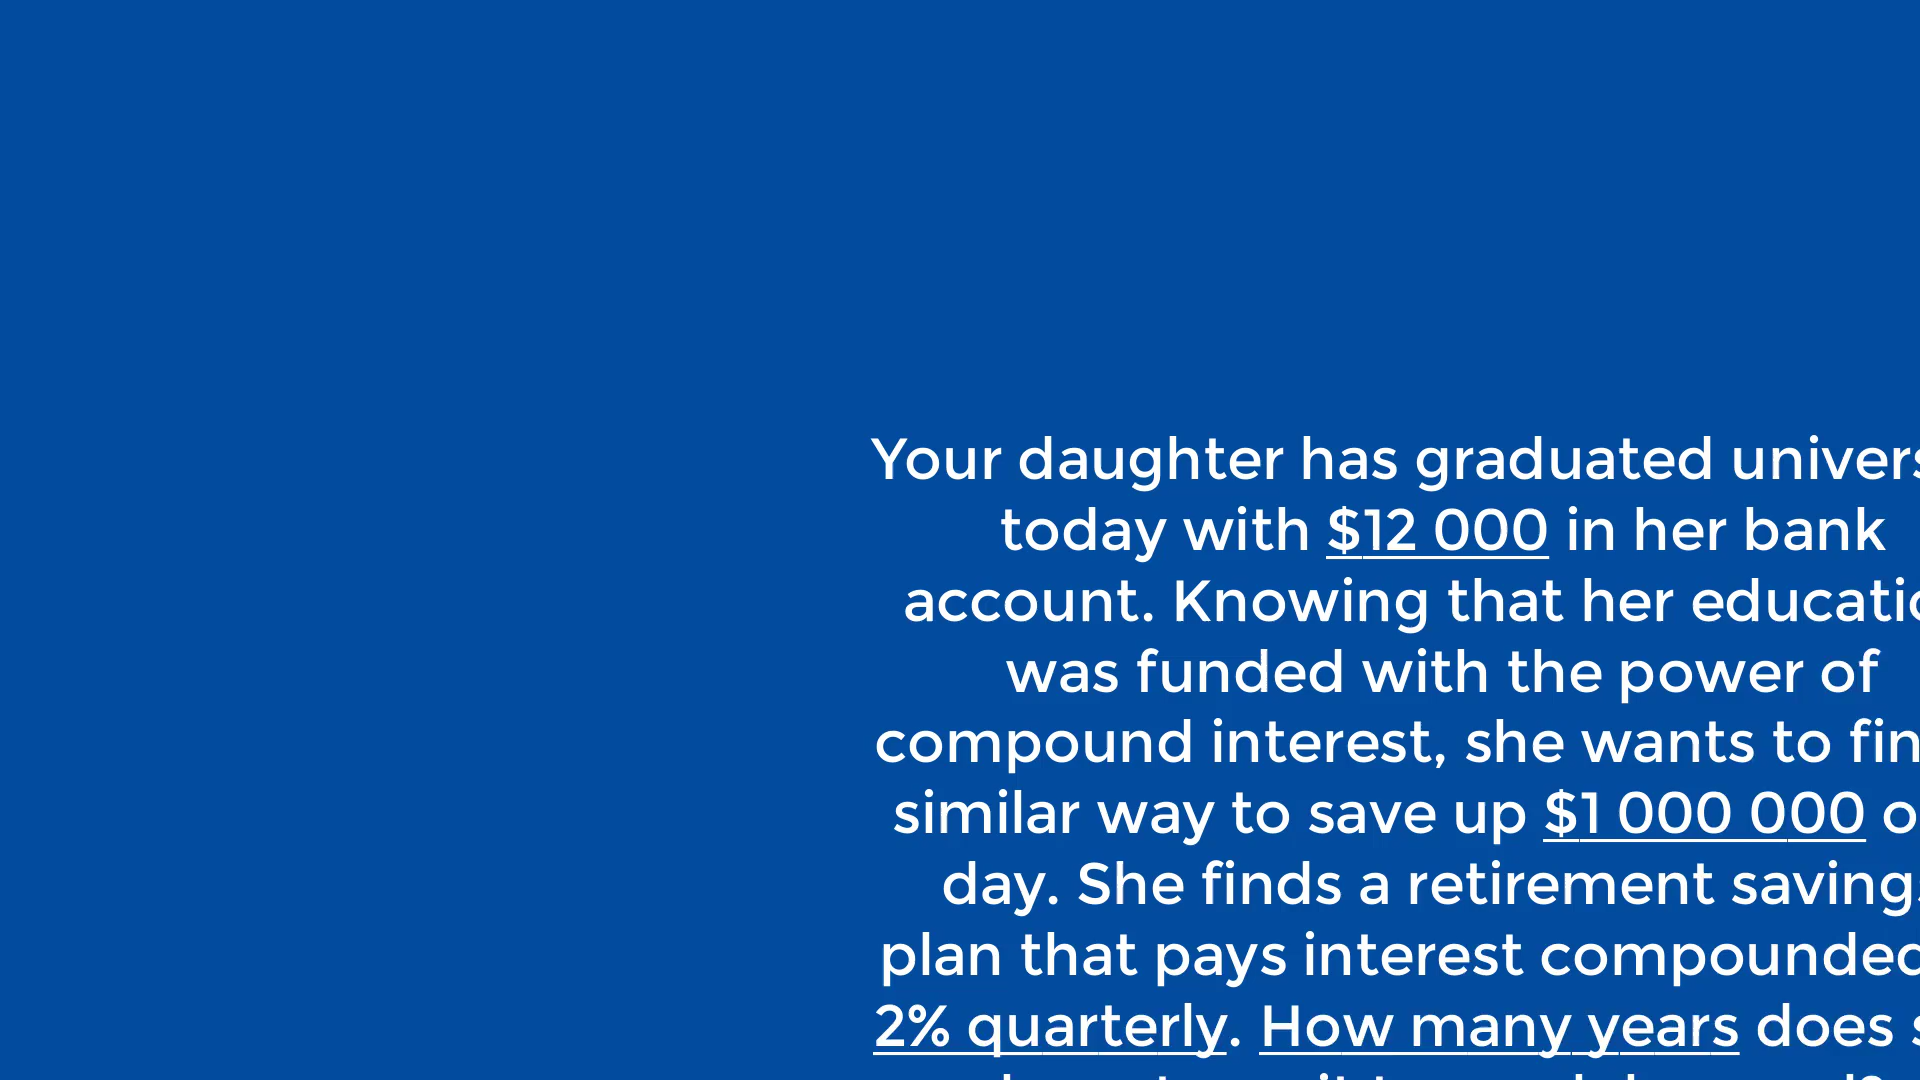 Your daughter has graduated univers
today with $12 000 in her bank
account. Knowing that her educatio
was funded with the power of
compound interest, she wants to fin
similar way to save up $1 000 000 o
day. She finds a retirement savings
plan that pays interest compounded
2% quarterly. How many years does s